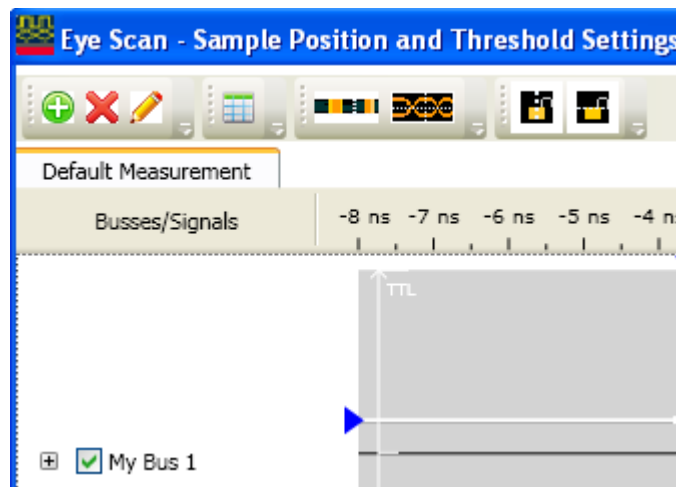 Eye Scan - Sample Position and Threshold Settings
Default Measurement
Busses/Signals
-8 ns -7 ns -6 ns -5 ns -4 n
TTL
My Bus 1